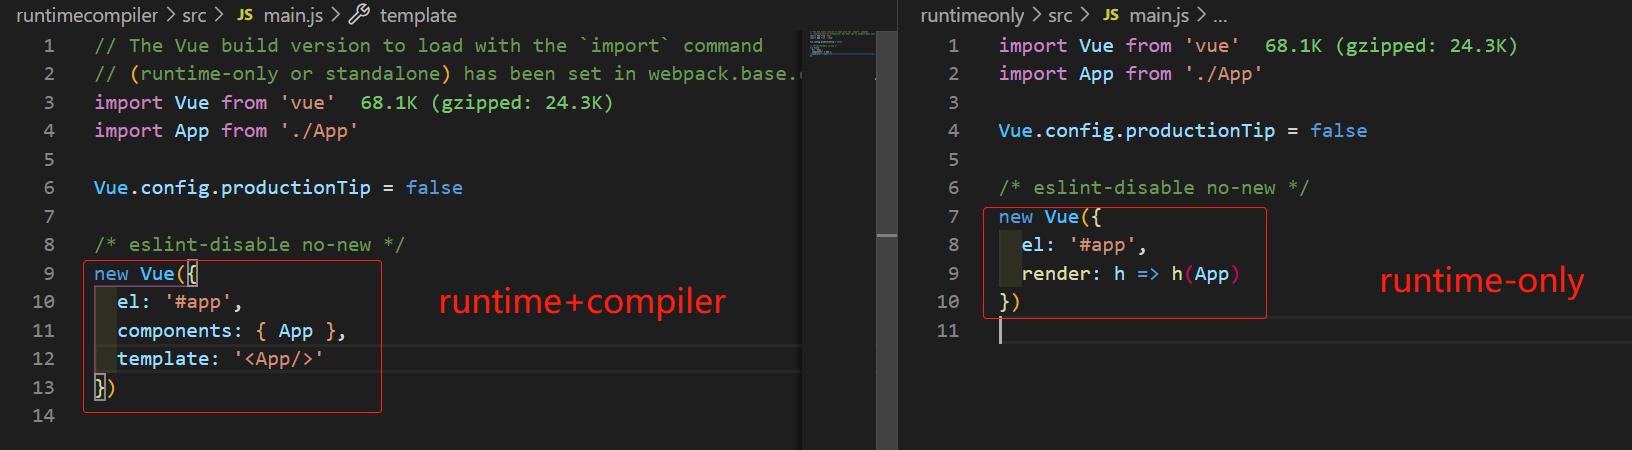 runtimecompiler > src > JS main.js > template
1 // The Vue build version to load with the `import` command
2 // (runtime-only or standalone) has been set in webpack.base.
3 import Vue from 'vue' 68.1K (gzipped: 24.3K)
4 import App from './App'
5
6 Vue.config.productionTip = false
7
8 /* eslint-disable no-new */
9 new Vue({
10 el: '#app',
11 components: { App },
12 template: '<App/>'
13 })
14
runtime+compiler
runtimeonly > src > JS main.js > ...
1 import Vue from 'vue' 68.1K (gzipped: 24.3K)
2 import App from './App'
3
4 Vue.config.productionTip = false
5
6 /* eslint-disable no-new */
7 new Vue({
8 el: '#app',
9 render: h => h(App)
10 })
11
runtime-only